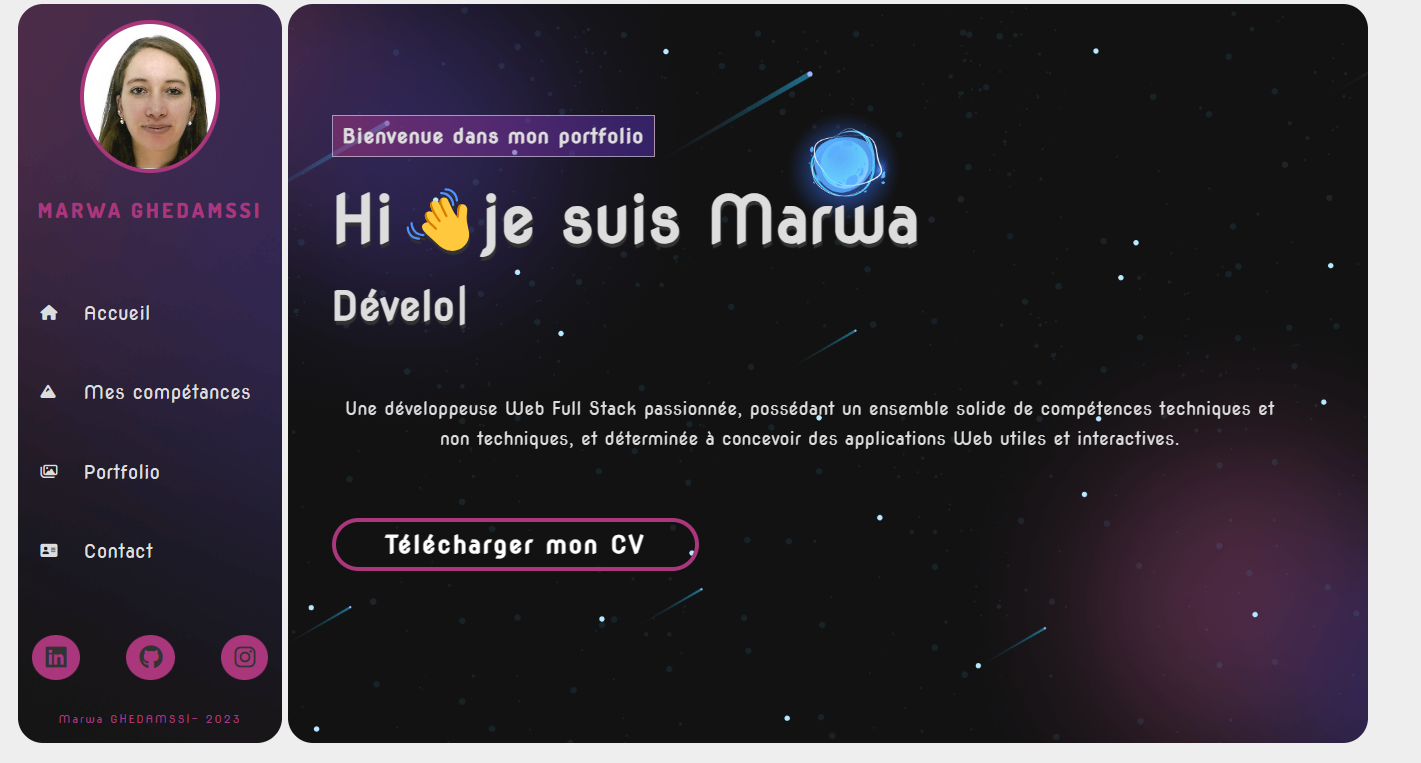 MARWA GHEDAMSSI
Accueil
Mes compétances
Portfolio
Contact
Marwa GHEDAMSSI- 2023
Bienvenue dans mon portfolio
Hi 👋 je suis Marwa
Dévelo|
Une développeuse Web Full Stack passionnée, possédant un ensemble solide de compétences techniques et
non techniques, et déterminée à concevoir des applications Web utiles et interactives.
Télécharger mon CV